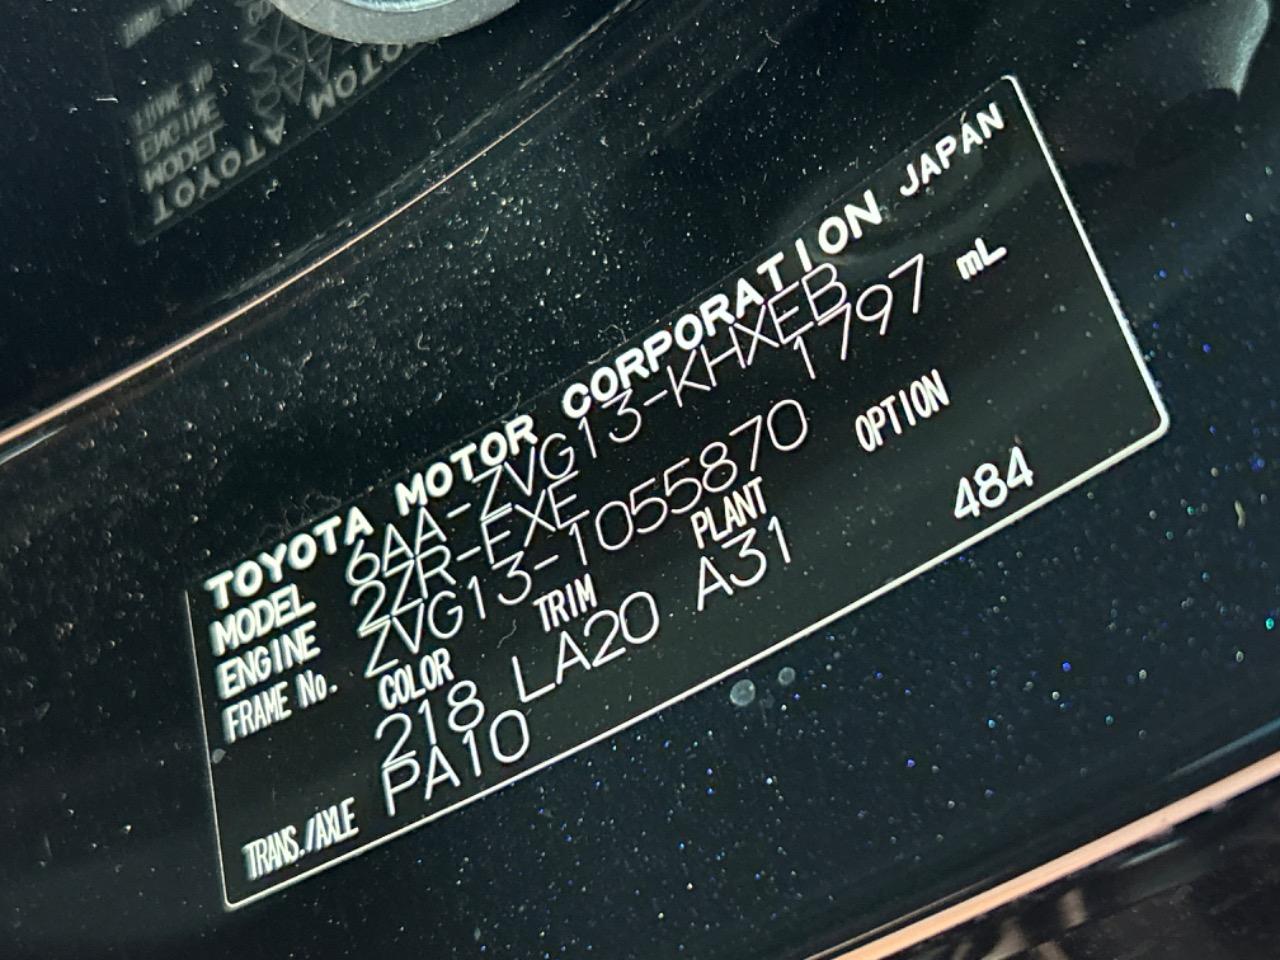 TOYOTA MOTOR CORPORATION JAPAN
MODEL 6AA-ZVG13-KHXEB
ENGINE 2ZR-FXE 1797 mL
FRAME No. ZVG13-1055870
COLOR TRIM PLANT OPTION
218 LA20 A31 484
TRANS./AXLE PA10